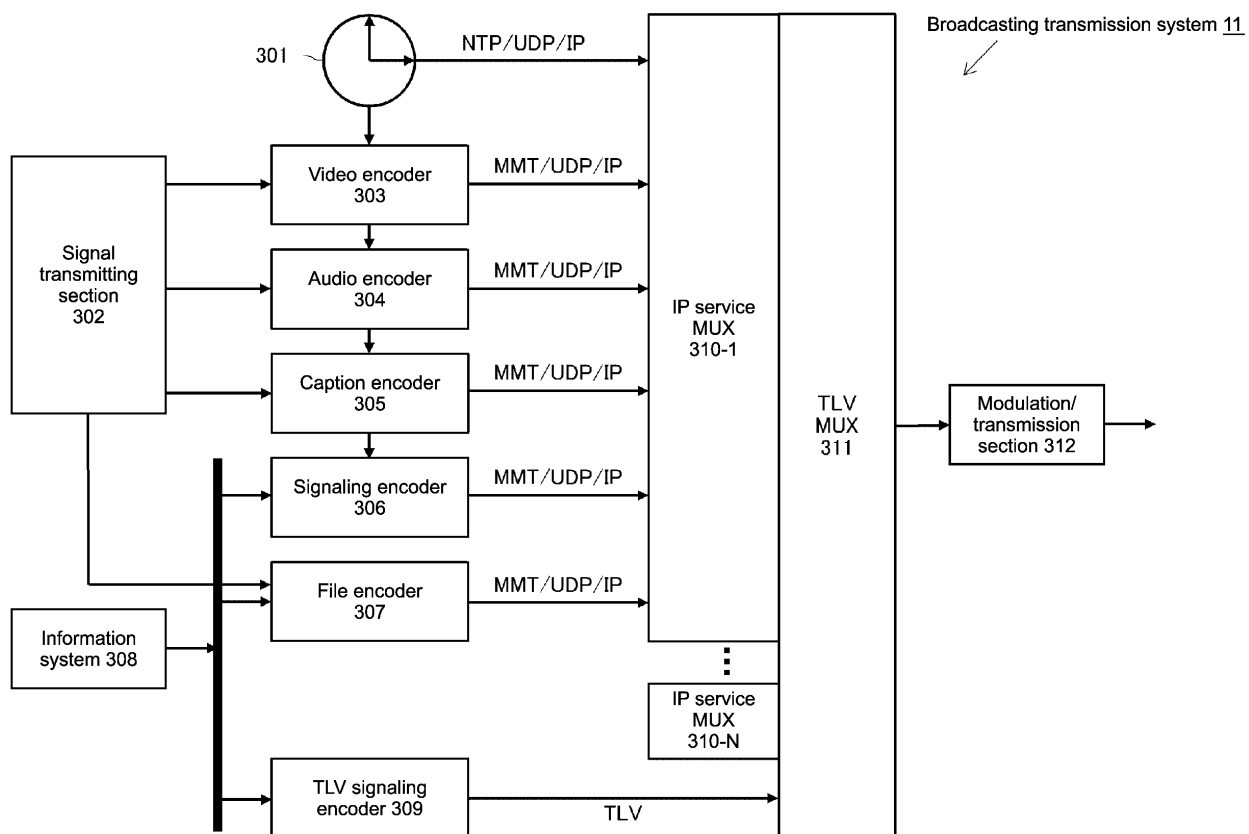 Broadcasting transmission system 11
301
NTP/UDP/IP
Video encoder
303
MMT/UDP/IP
Signal
transmitting
section
302
Audio encoder
304
MMT/UDP/IP
IP service
MUX
310-1
Caption encoder
305
MMT/UDP/IP
TLV
MUX
311
Modulation/
transmission
section 312
Signaling encoder
306
MMT/UDP/IP
File encoder
307
MMT/UDP/IP
Information
system 308
IP service
MUX
310-N
TLV signaling
encoder 309
TLV